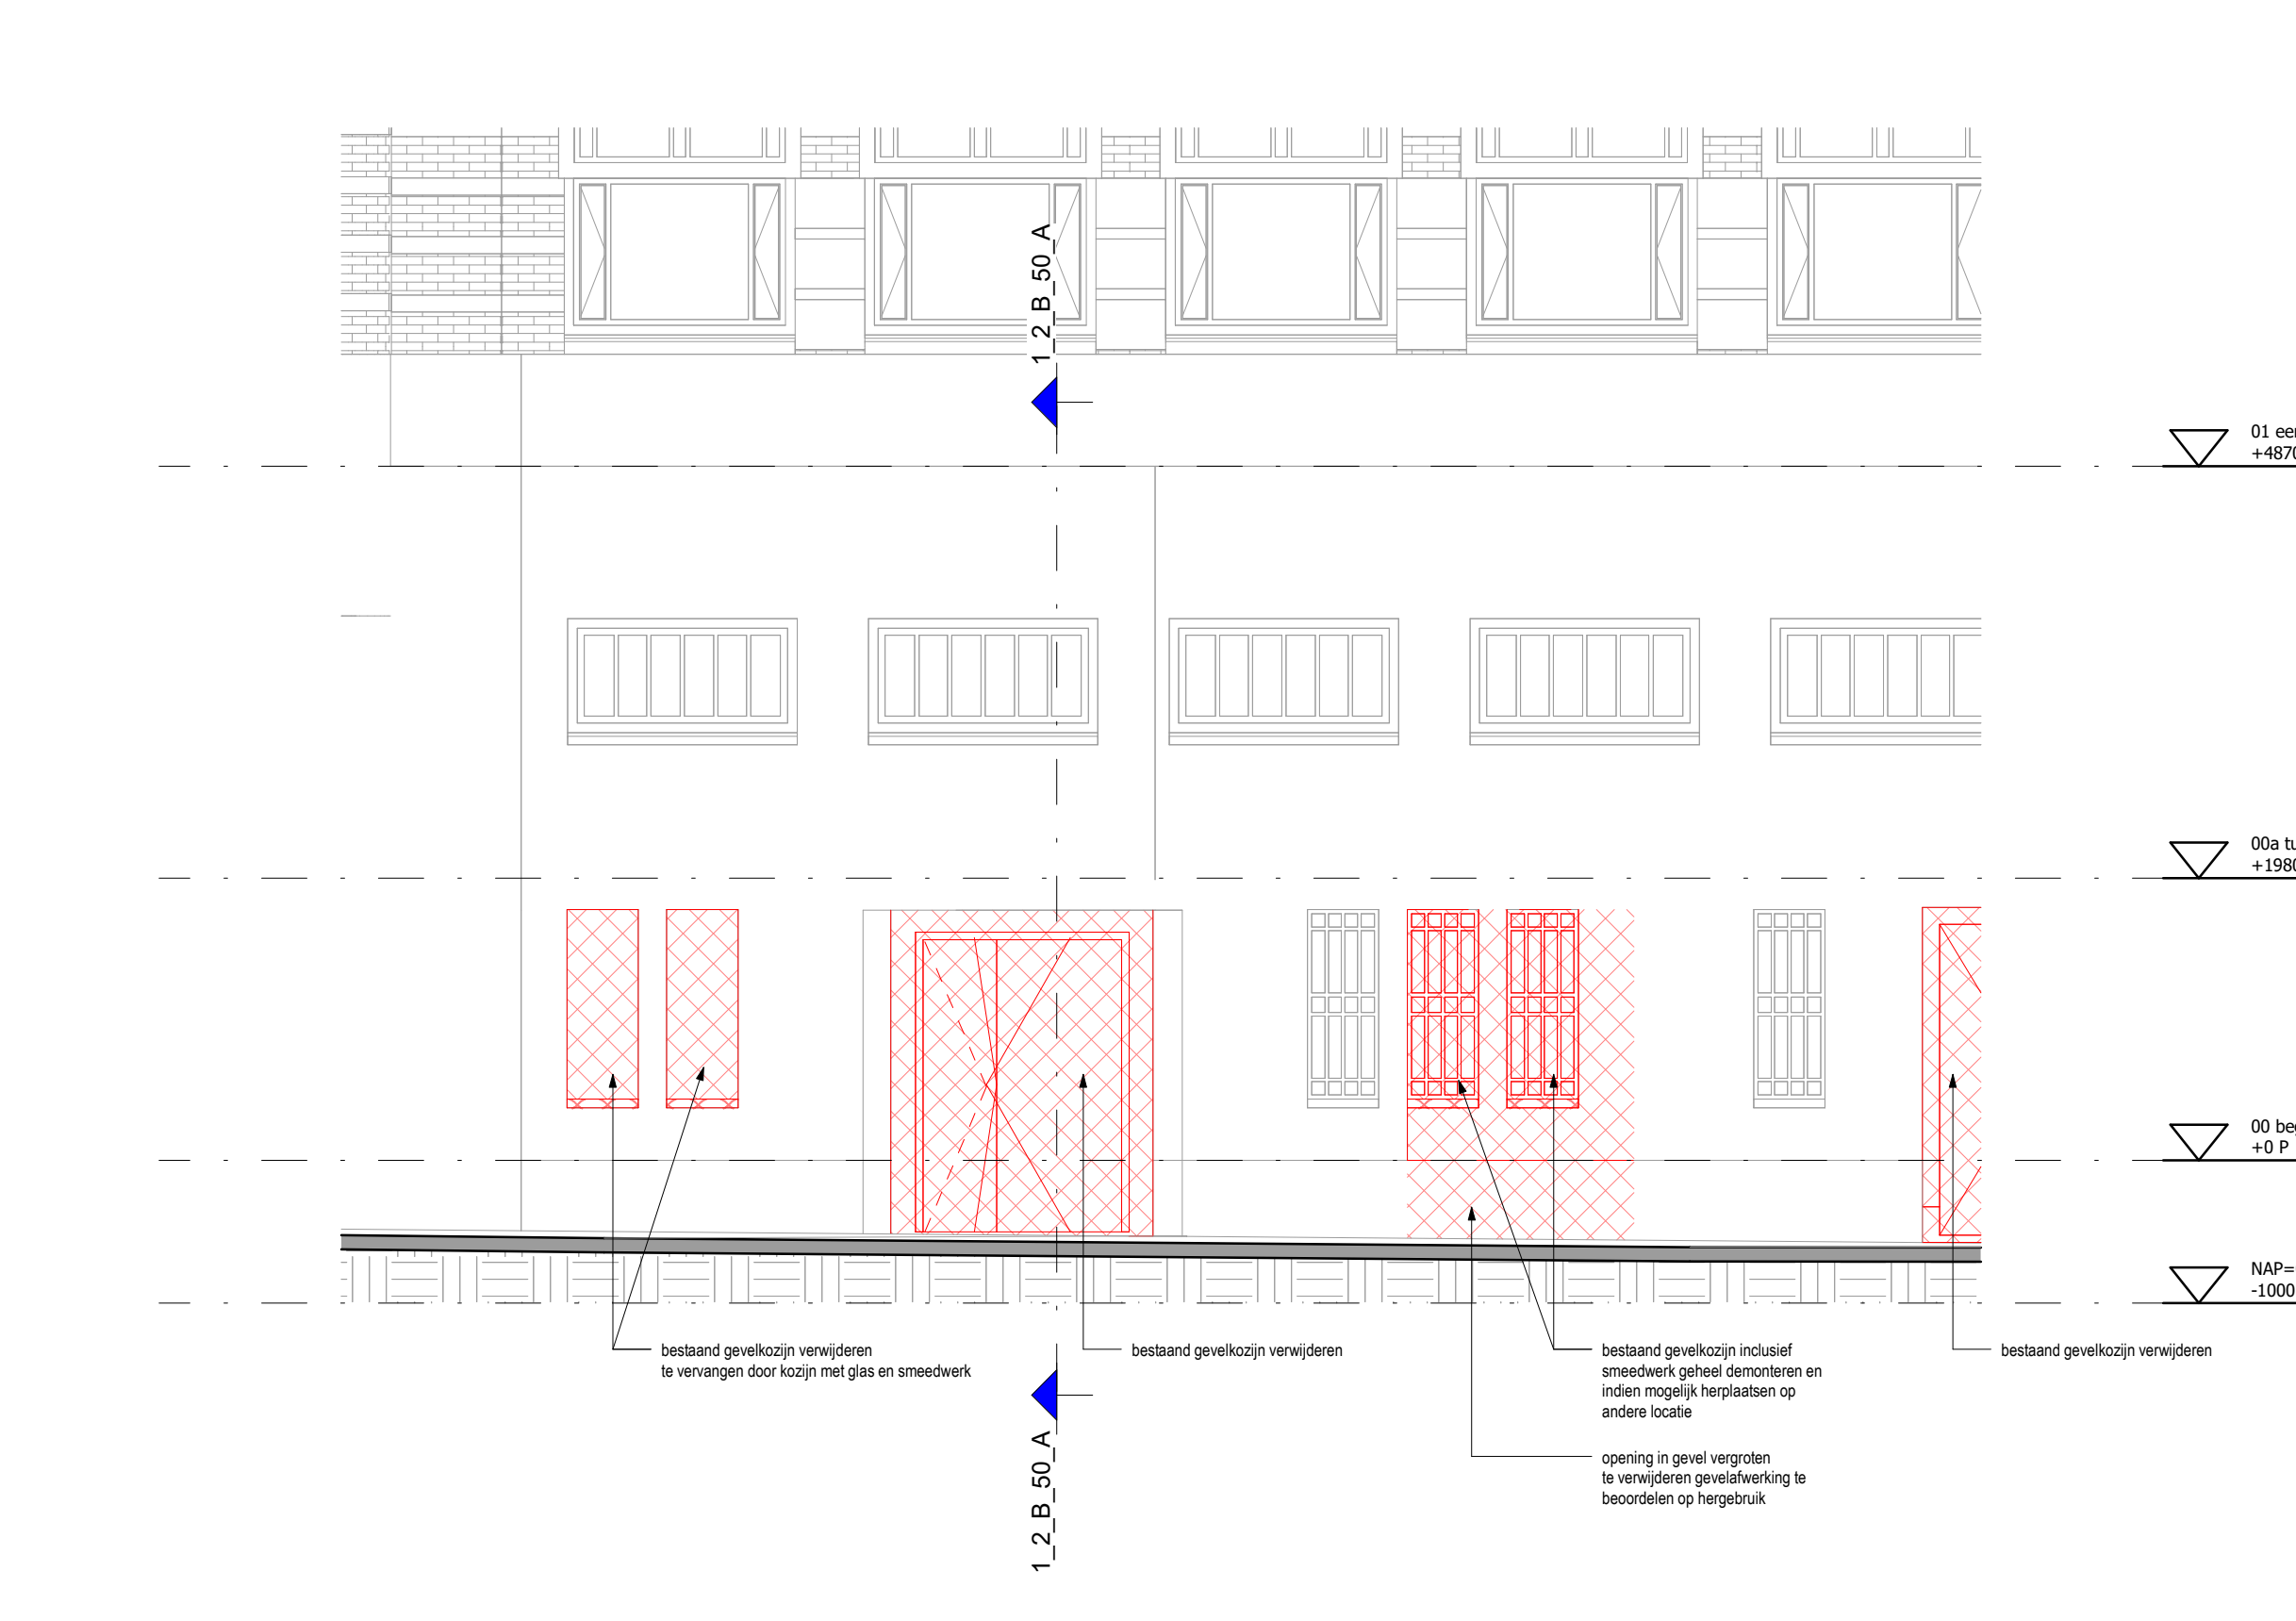 1_2_B_50_A
01 eer
+4870
00a tu
+1980
00 beg
+0 P
NAP=
-1000
bestaand gevelkozijn verwijderen
te vervangen door kozijn met glas en smeedwerk
bestaand gevelkozijn verwijderen
bestaand gevelkozijn inclusief
smeedwerk geheel demonteren en
indien mogelijk herplaatsen op
andere locatie
bestaand gevelkozijn verwijderen
opening in gevel vergroten
te verwijderen gevelafwerking te
beoordelen op hergebruik
1_2_B_50_A